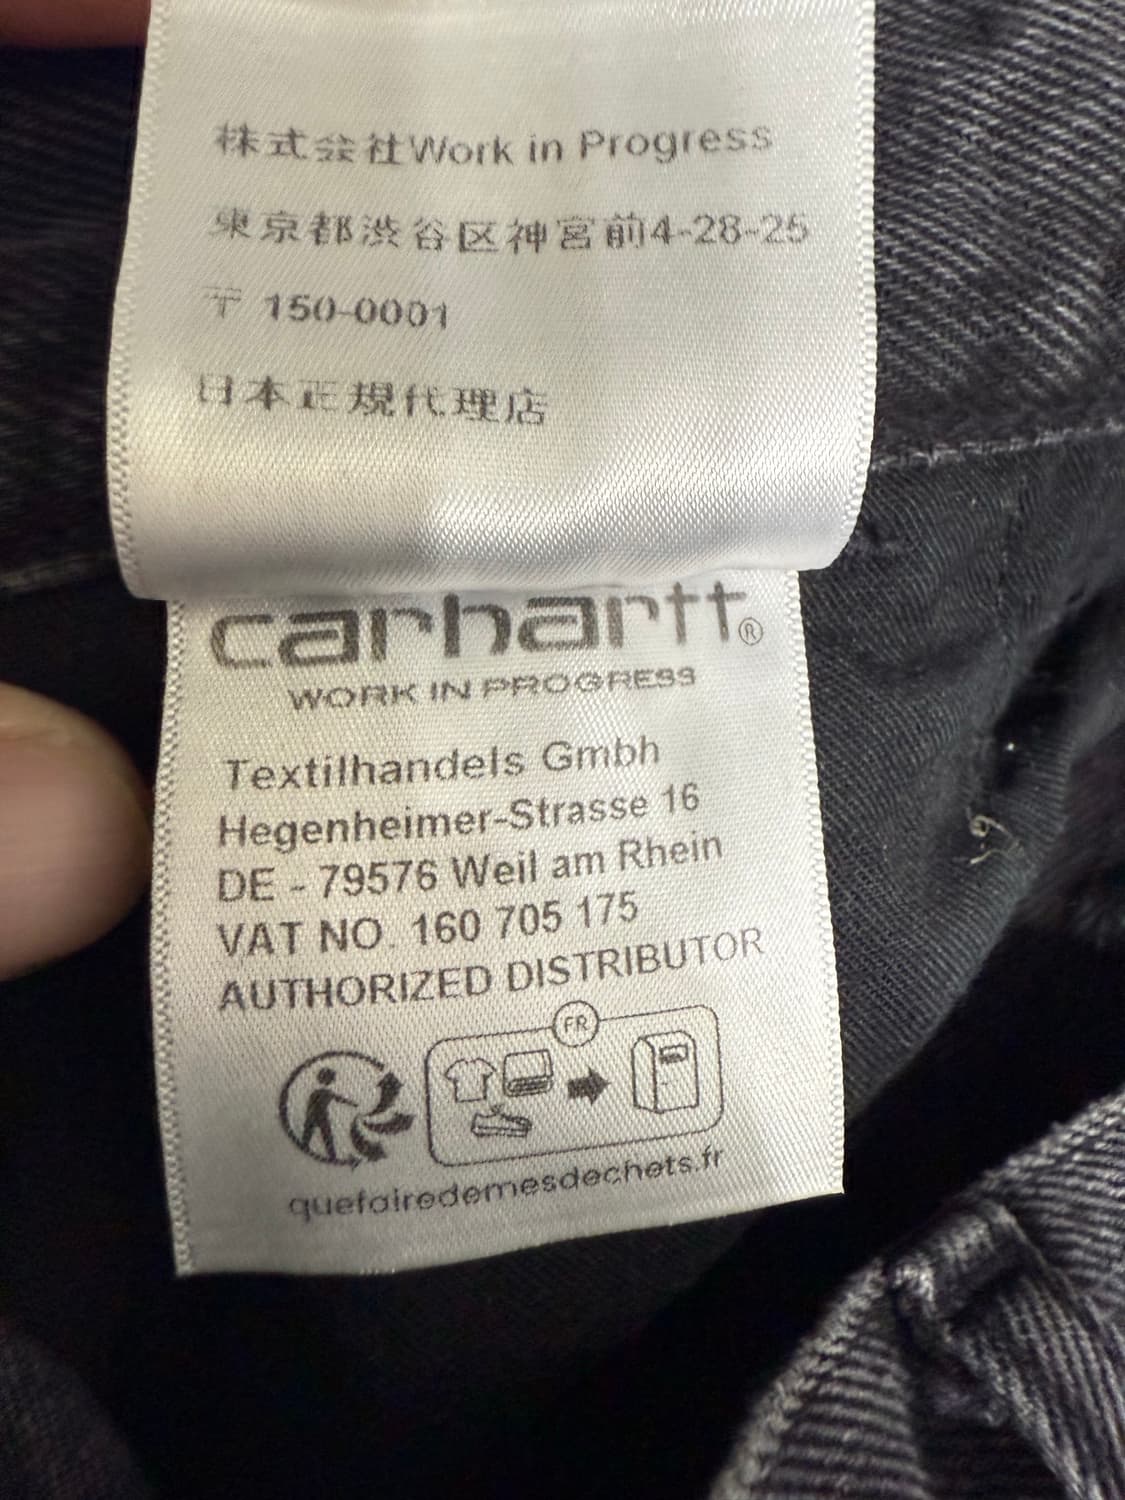 株式会社Work in Progress
東京都渋谷区神宮前4-28-25
〒 150-0001
日本正規代理店
carhartt®
WORK IN PROGRESS
Textilhandels Gmbh
Hegenheimer-Strasse 16
DE - 79576 Weil am Rhein
VAT NO. 160 705 175
AUTHORIZED DISTRIBUTOR
FR
quefairedemesdechets.fr